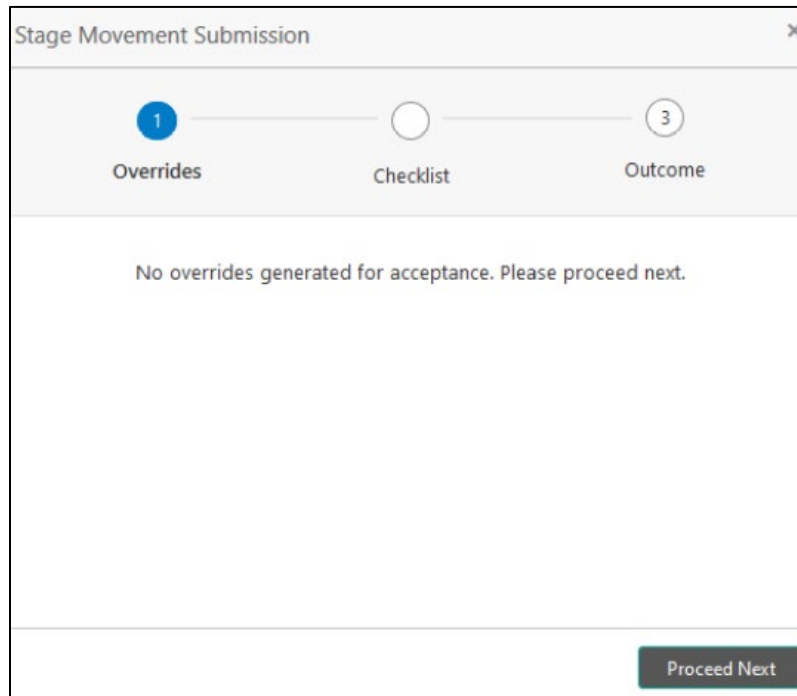 Stage Movement Submission
×
1
3
Overrides
Checklist
Outcome
No overrides generated for acceptance. Please proceed next.
Proceed Next